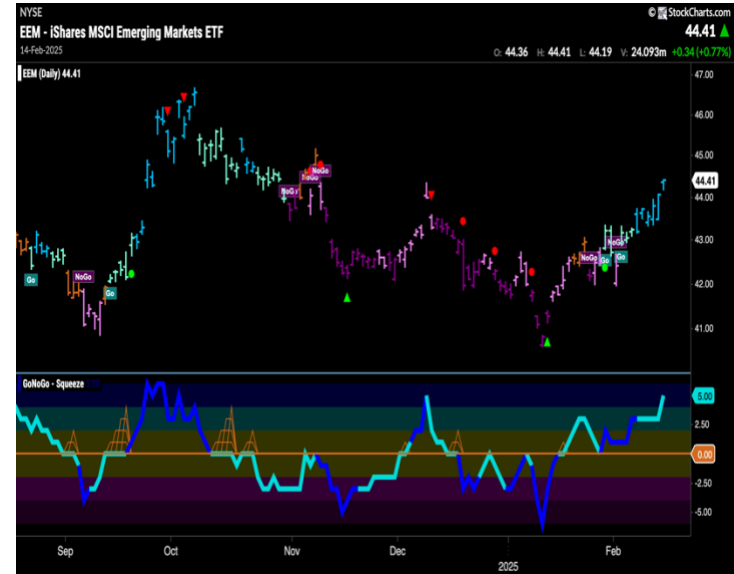 NYSE
© StockCharts.com
EEM - iShares MSCI Emerging Markets ETF
44.41
14-Feb-2025
O: 44.36 H: 44.41 L: 44.19 V: 24.093m +0.34 (+0.77%)
EEM (Daily) 44.41
47.00
46.00
45.00
44.41
44.00
43.00
42.00
41.00
Go
NoGo
Go
NoGo
NoGo
NoGo
NoGo
Go
NoGo
Go
GoNoGo - Squeeze
5.00
2.50
0.00
-2.50
-5.00
Sep Oct Nov Dec 2025 Feb